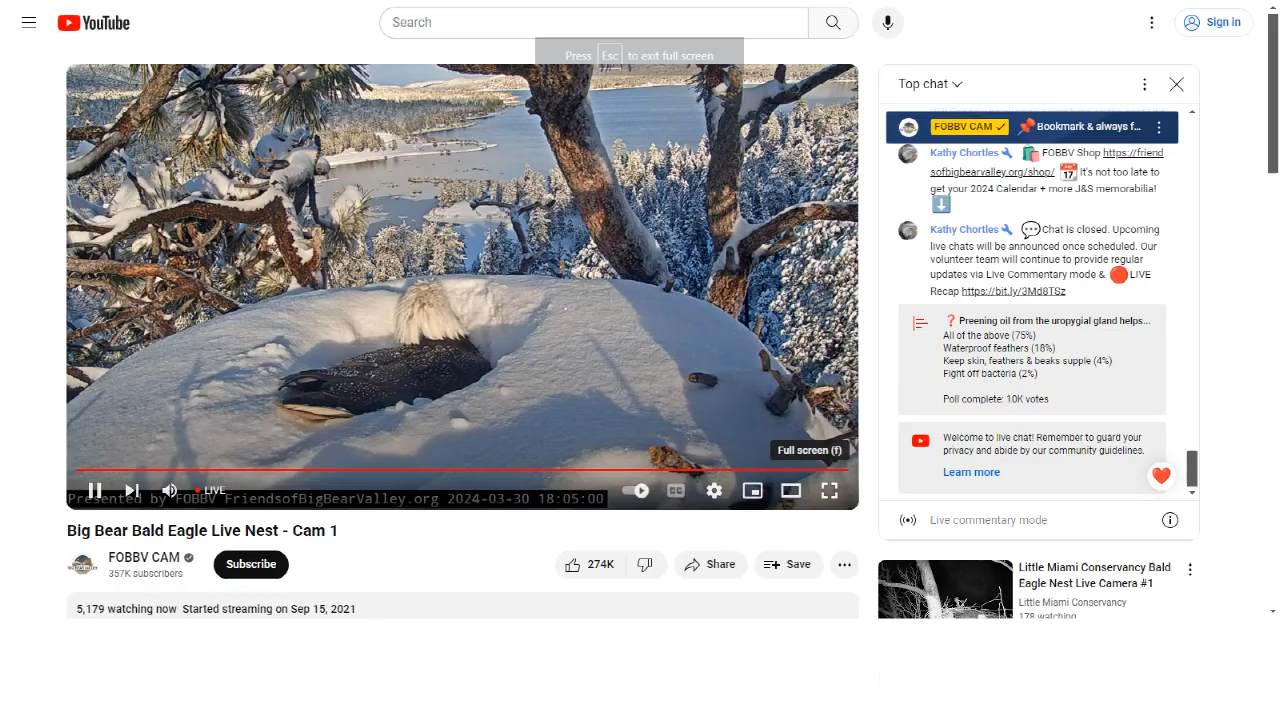 YouTube
Search
Sign in
Press Esc to exit full screen
Full screen (f)
LIVE
Presented by FOBBV FriendsofBigBearValley.org 2024-03-30 18:05:00
Big Bear Bald Eagle Live Nest - Cam 1
FOBBV CAM
357K subscribers
Subscribe
274K
Share
Save
5,179 watching now Started streaming on Sep 15, 2021
Top chat
FOBBV CAM 📌Bookmark & always f...
Kathy Chortles 🛍️ FOBBV Shop https://friend
sofbigbearvalley.org/shop/ 📆 It's not too late to
get your 2024 Calendar + more J&S memorabilia!
⬇️
Kathy Chortles 💬Chat is closed. Upcoming
live chats will be announced once scheduled. Our
volunteer team will continue to provide regular
updates via Live Commentary mode & 🔴LIVE
Recap https://bit.ly/3Md8TSz
❓Preening oil from the uropygial gland helps...
All of the above (75%)
Waterproof feathers (18%)
Keep skin, feathers & beaks supple (4%)
Fight off bacteria (2%)
Poll complete: 10K votes
Welcome to live chat! Remember to guard your
privacy and abide by our community guidelines.
Learn more
Live commentary mode
Little Miami Conservancy Bald
Eagle Nest Live Camera #1
Little Miami Conservancy
178 watching